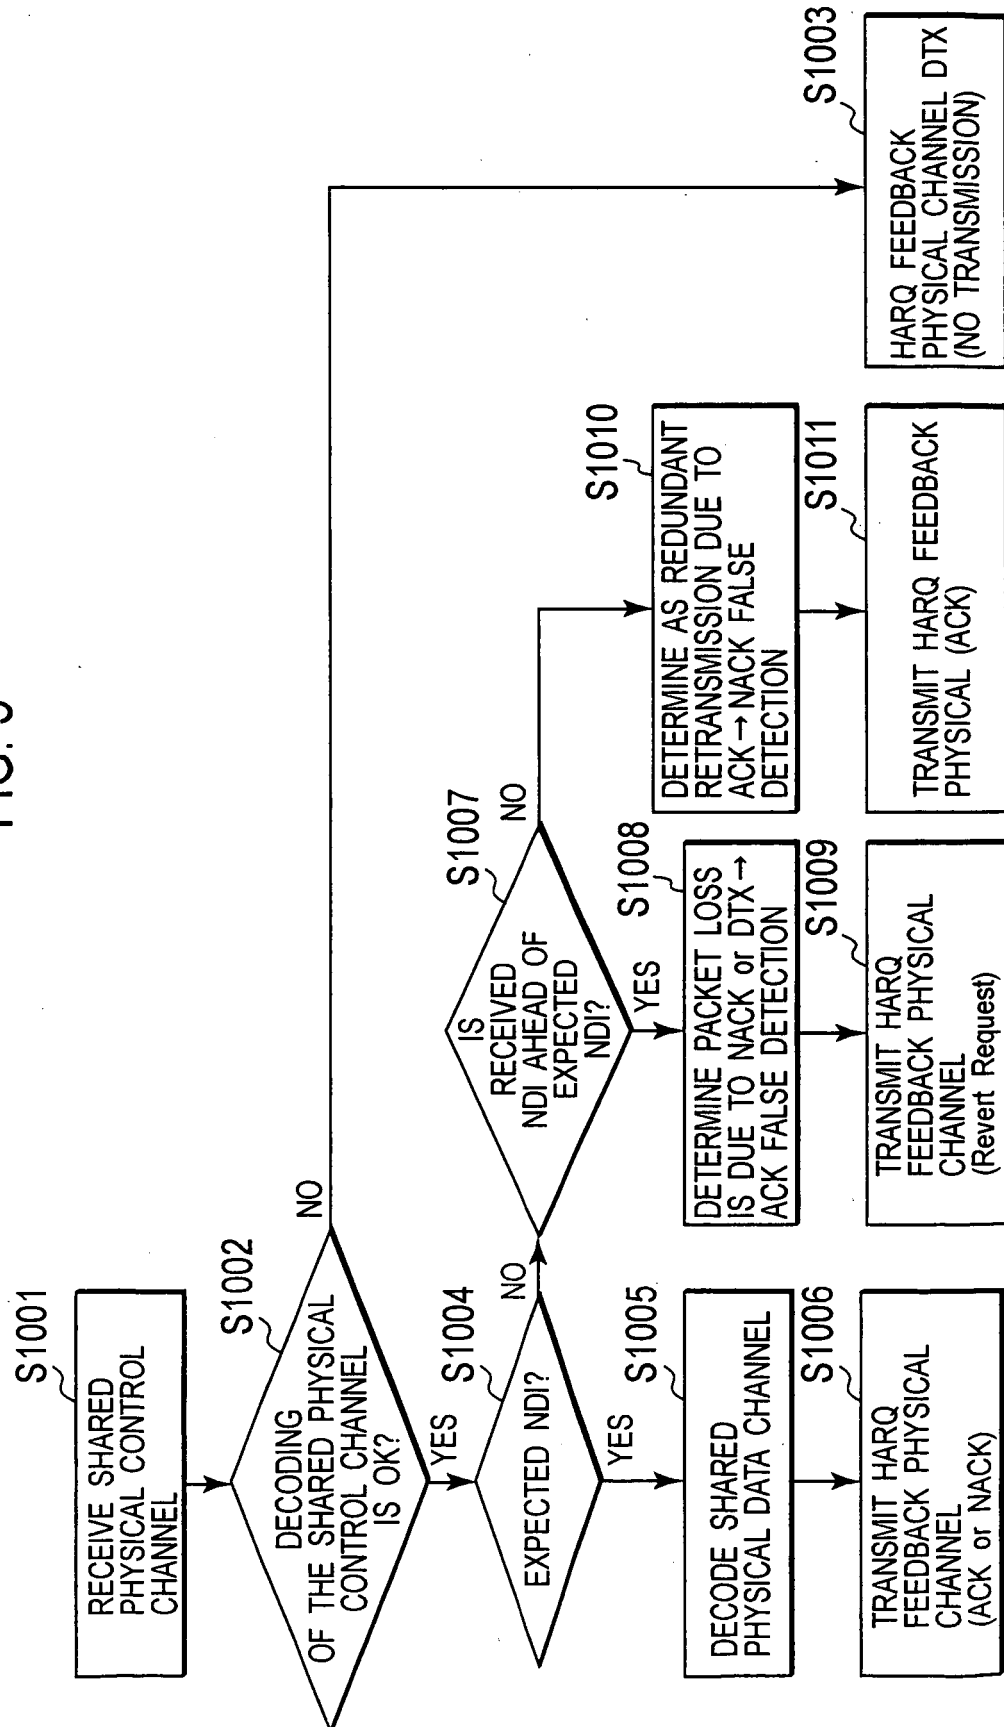 S1001
RECEIVE SHARED
PHYSICAL CONTROL
CHANNEL
S1002
DECODING
OF THE SHARED PHYSICAL
CONTROL CHANNEL
IS OK?
NO
YES
S1003
HARQ FEEDBACK
PHYSICAL CHANNEL DTX
(NO TRANSMISSION)
S1004
EXPECTED NDI?
NO
YES
S1005
DECODE SHARED
PHYSICAL DATA CHANNEL
S1006
TRANSMIT HARQ
FEEDBACK PHYSICAL
CHANNEL
(ACK or NACK)
S1007
IS
RECEIVED
NDI AHEAD OF
EXPECTED
NDI?
NO
YES
S1008
DETERMINE PACKET LOSS
IS DUE TO NACK or DTX→
ACK FALSE DETECTION
S1009
TRANSMIT HARQ
FEEDBACK PHYSICAL
CHANNEL
(Revert Request)
S1010
DETERMINE AS REDUNDANT
RETRANSMISSION DUE TO
ACK→NACK FALSE
DETECTION
S1011
TRANSMIT HARQ FEEDBACK
PHYSICAL (ACK)